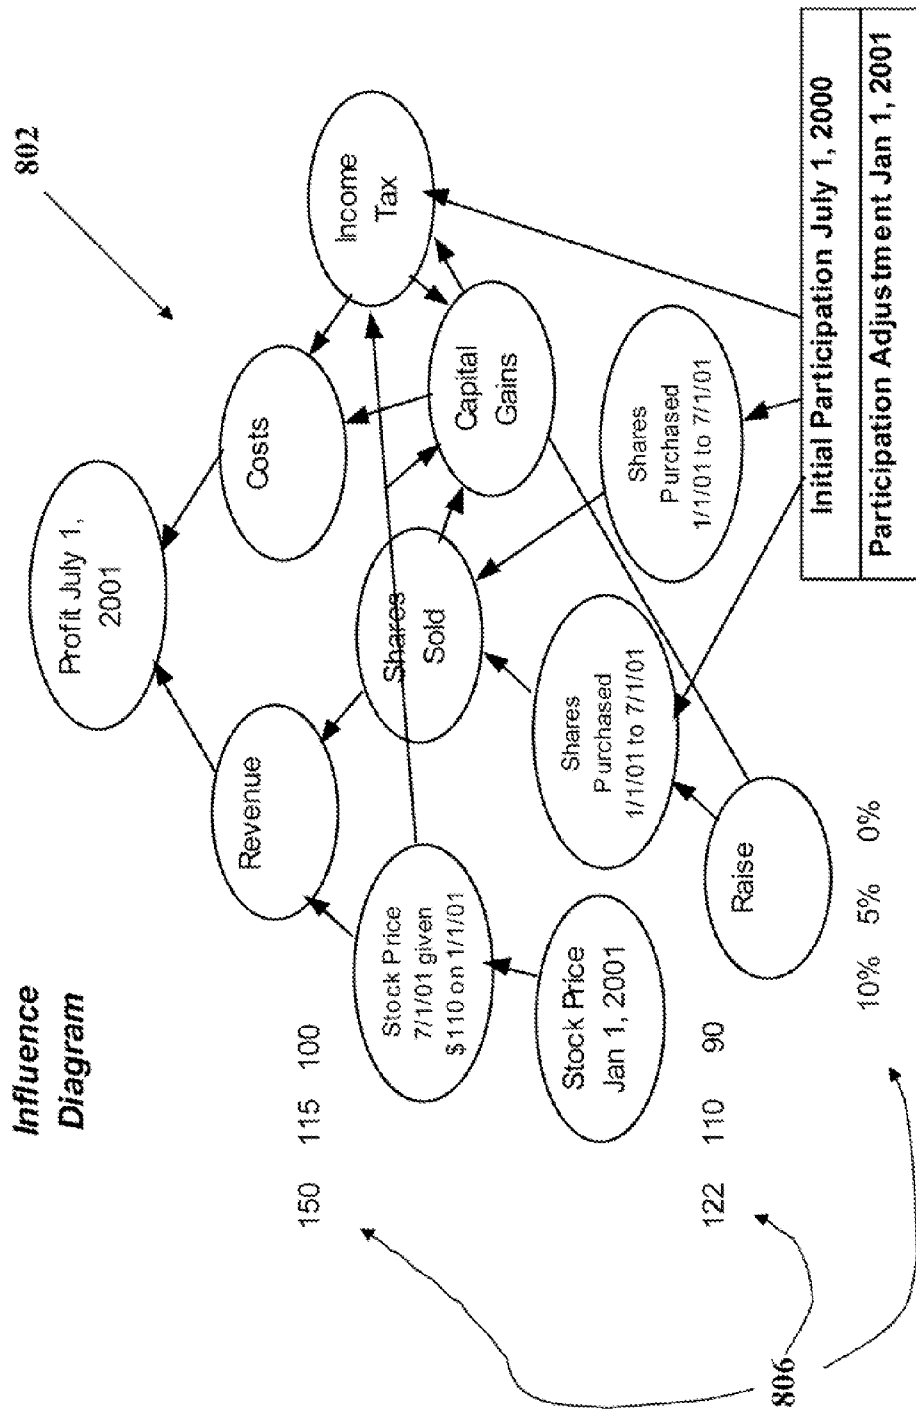 Influence
Diagram
802
Profit July 1,
2001
Revenue
Costs
150 115 100
Stock Price
7/1/01 given
$110 on 1/1/01
Shares
Sold
Income
Tax
Capital
Gains
Stock Price
Jan 1, 2001
Shares
Purchased
1/1/01 to 7/1/01
Shares
Purchased
1/1/01 to 7/1/01
122 110 90
Raise
10% 5% 0%
806
Initial Participation July 1, 2000
Participation Adjustment Jan 1, 2001